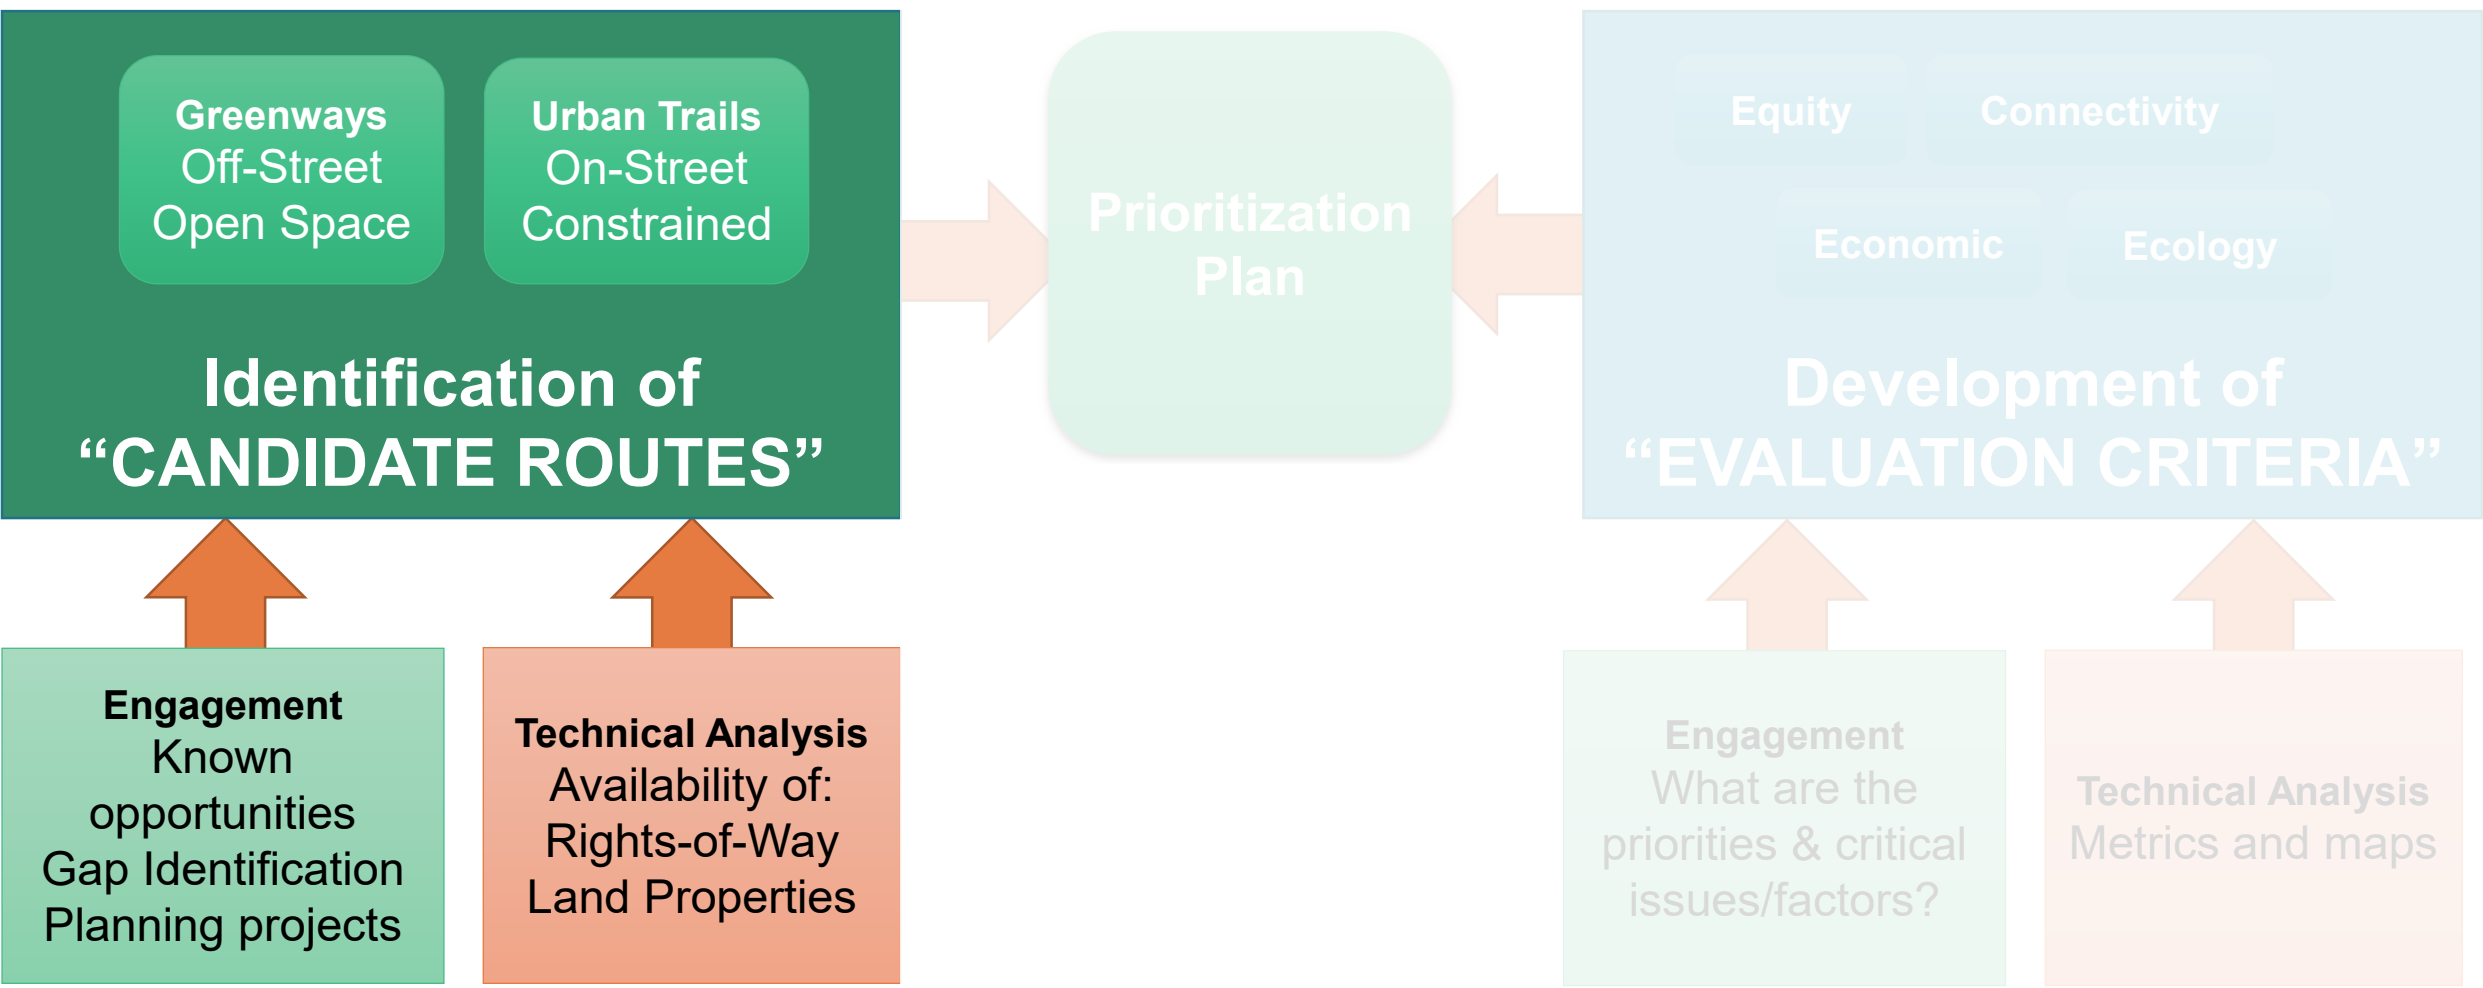 Greenways
Off-Street
Open Space
Urban Trails
On-Street
Constrained
Identification of
“CANDIDATE ROUTES”
Engagement
Known
opportunities
Gap Identification
Planning projects
Technical Analysis
Availability of:
Rights-of-Way
Land Properties
Prioritization
Plan
Equity
Connectivity
Economic
Ecology
Development of
“EVALUATION CRITERIA”
Engagement
What are the
priorities & critical
issues/factors?
Technical Analysis
Metrics and maps